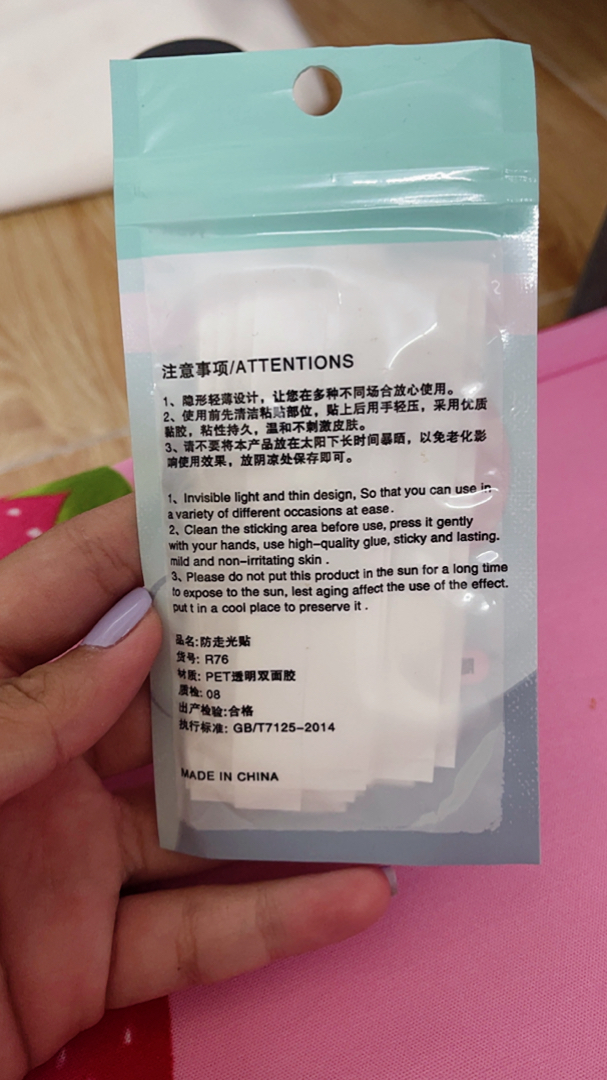 注意事项/ATTENTIONS
1、隐形轻薄设计，让您在多种不同场合放心使用。
2、使用前先清洁粘贴部位，贴上后用手轻压，采用优质
黏胶，粘性持久，温和不刺激皮肤。
3、请不要将本产品放在太阳下长时间暴晒，以免老化影
响使用效果，放阴凉处保存即可。
1、Invisible light and thin design, So that you can use in
a variety of different occasions at ease.
2、Clean the sticking area before use, press it gently
with your hands, use high-quality glue, sticky and lasting.
mild and non-irritating skin .
3、Please do not put this product in the sun for a long time
to expose to the sun, lest aging affect the use of the effect.
put t in a cool place to preserve it .
品名:防走光贴
货号: R76
材质: PET透明双面胶
质检: 08
出产检验:合格
执行标准: GB/T7125-2014
MADE IN CHINA